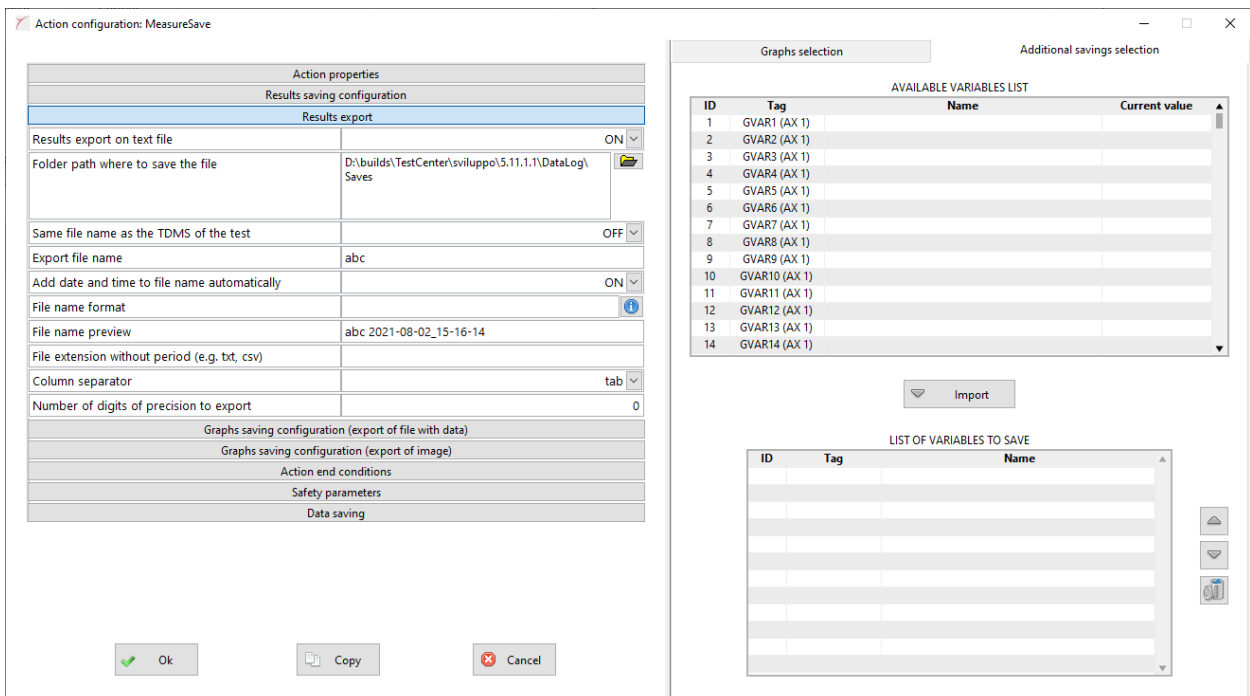 Action configuration: MeasureSave
Action properties
Results saving configuration
Results export
Results export on text file ON
Folder path where to save the file D:\builds\TestCenter\sviluppo\5.11.1.1\DataLog\
Saves
Same file name as the TDMS of the test OFF
Export file name abc
Add date and time to file name automatically ON
File name format
File name preview abc 2021-08-02_15-16-14
File extension without period (e.g. txt, csv)
Column separator tab
Number of digits of precision to export 0
Graphs saving configuration (export of file with data)
Graphs saving configuration (export of image)
Action end conditions
Safety parameters
Data saving
Ok Copy Cancel
Graphs selection Additional savings selection
AVAILABLE VARIABLES LIST
ID Tag Name Current value
1 GVAR1 (AX 1)
2 GVAR2 (AX 1)
3 GVAR3 (AX 1)
4 GVAR4 (AX 1)
5 GVAR5 (AX 1)
6 GVAR6 (AX 1)
7 GVAR7 (AX 1)
8 GVAR8 (AX 1)
9 GVAR9 (AX 1)
10 GVAR10 (AX 1)
11 GVAR11 (AX 1)
12 GVAR12 (AX 1)
13 GVAR13 (AX 1)
14 GVAR14 (AX 1)
Import
LIST OF VARIABLES TO SAVE
ID Tag Name